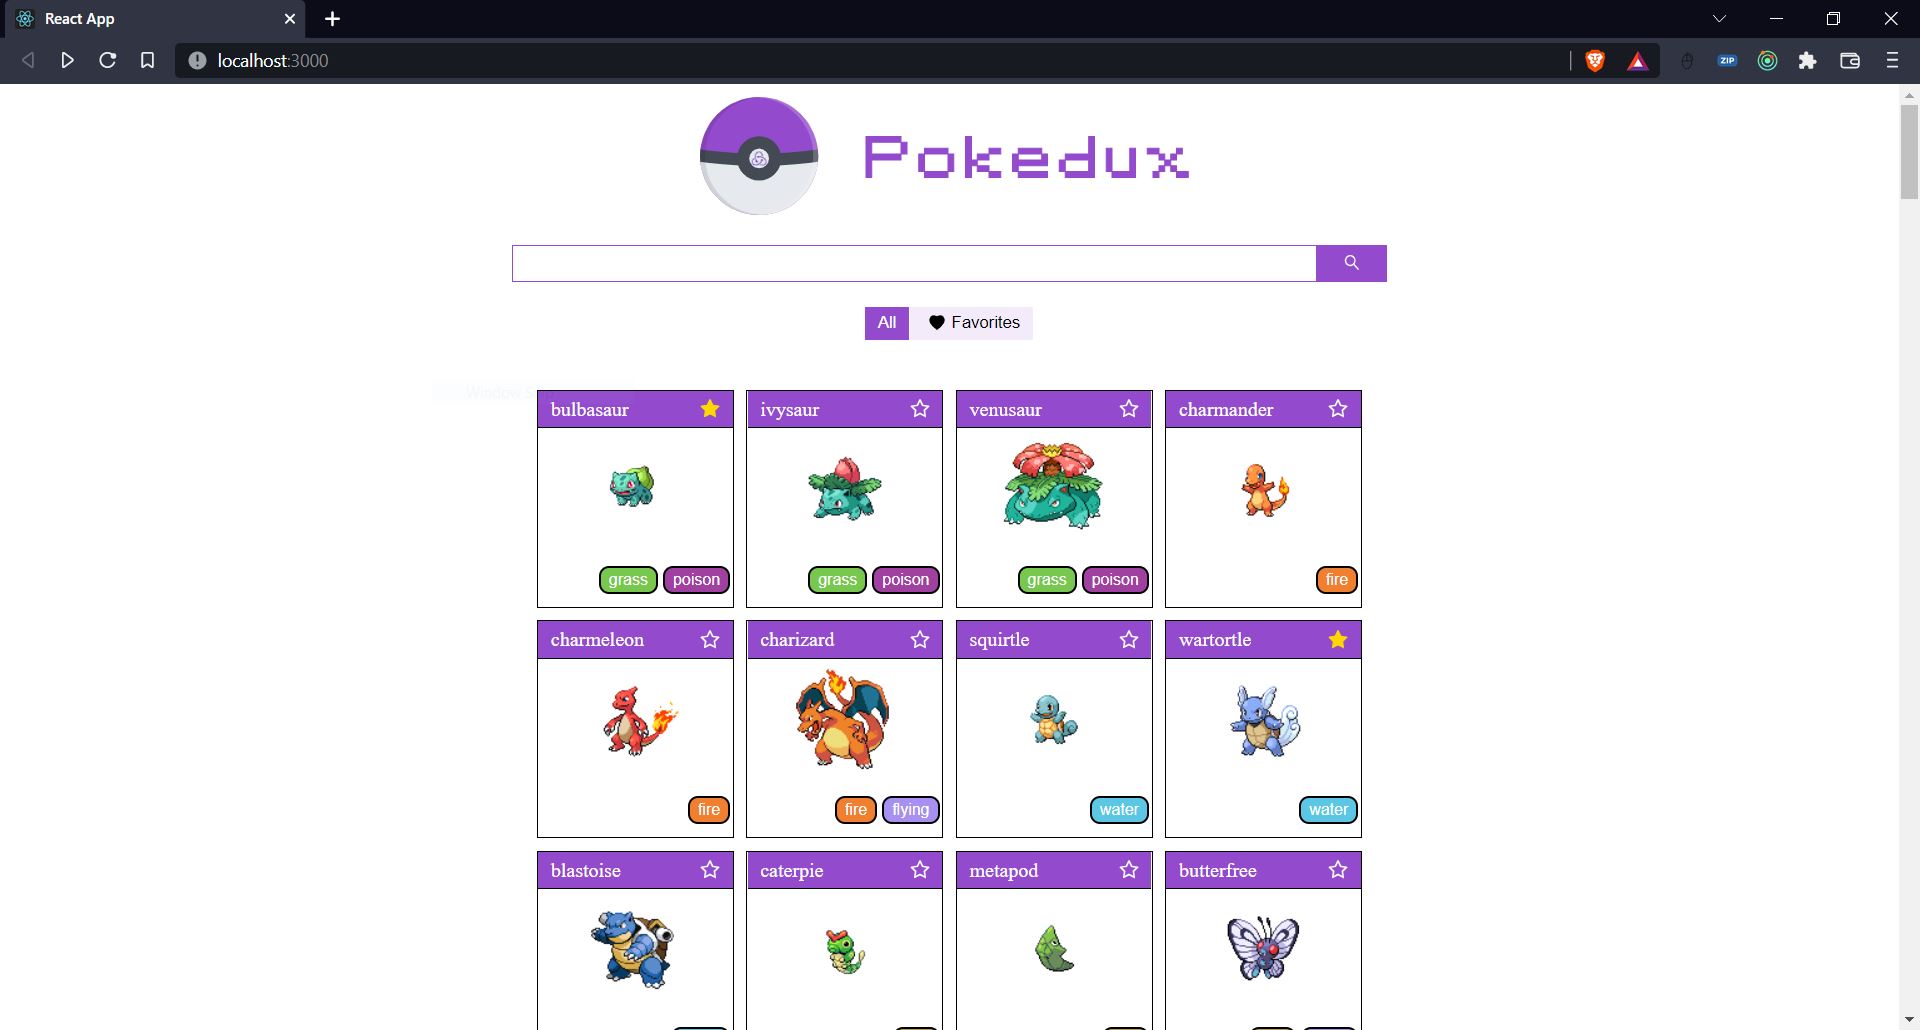 React App
localhost:3000
ZIP
Pokedux
All Favorites
bulbasaur ivysaur venusaur charmander
grass poison grass poison grass poison fire
charmeleon charizard squirtle wartortle
fire fire flying water water
blastoise caterpie metapod butterfree